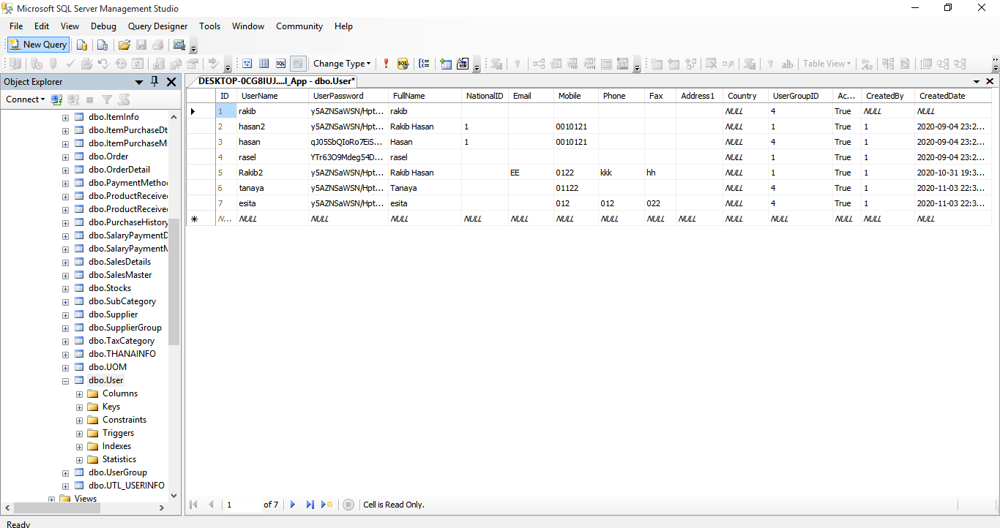 Microsoft SQL Server Management Studio
File Edit View Debug Query Designer Tools Window Community Help
New Query
Change Type
Table View
Object Explorer
Connect
dbo.ItemInfo
dbo.ItemPurchaseDt
dbo.ItemPurchaseM
dbo.Order
dbo.OrderDetail
dbo.PaymentMetho
dbo.ProductReceive
dbo.ProductReceive
dbo.PurchaseHistory
dbo.SalaryPaymentD
dbo.SalaryPaymentM
dbo.SalesDetails
dbo.SalesMaster
dbo.Stocks
dbo.SubCategory
dbo.Supplier
dbo.SupplierGroup
dbo.TaxCategory
dbo.THANAINFO
dbo.UOM
dbo.User
Columns
Keys
Constraints
Triggers
Indexes
Statistics
dbo.UserGroup
dbo.UTL_USERINFO
Views
DESKTOP-0CG8IUJ....l_App - dbo.User*
ID UserName UserPassword FullName NationalID Email Mobile Phone Fax Address1 Country UserGroupID Ac... CreatedBy CreatedDate
1 rakib y5AZNSaWSN/Hpt... rakib NULL 4 True NULL NULL
2 hasan2 y5AZNSaWSN/Hpt... Rakib Hasan 1 0010121 NULL 1 True 1 2020-09-04 23:2...
3 hasan qJ05SbQIoRo7EiS... Hasan 1 0010121 NULL 4 True 1 2020-09-04 23:2...
4 rasel YTr63O9Mdeg54D... rasel NULL 1 True 1 2020-09-04 23:2...
5 Rakib2 y5AZNSaWSN/Hpt... Rakib Hasan EE 0122 kkk hh NULL 1 True 1 2020-10-31 19:3...
6 tanaya y5AZNSaWSN/Hpt... Tanaya 01122 NULL 4 True 1 2020-11-03 22:3...
7 esita y5AZNSaWSN/Hpt... esita 012 012 022 NULL 4 True 1 2020-11-03 22:3...
N... NULL NULL NULL NULL NULL NULL NULL NULL NULL NULL NULL NULL NULL NULL
1 of 7 Cell is Read Only.
Ready